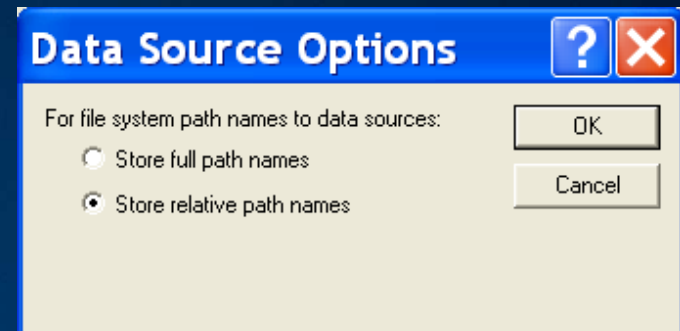 Data Source Options
?
For file system path names to data sources:
Store full path names
Store relative path names
OK
Cancel